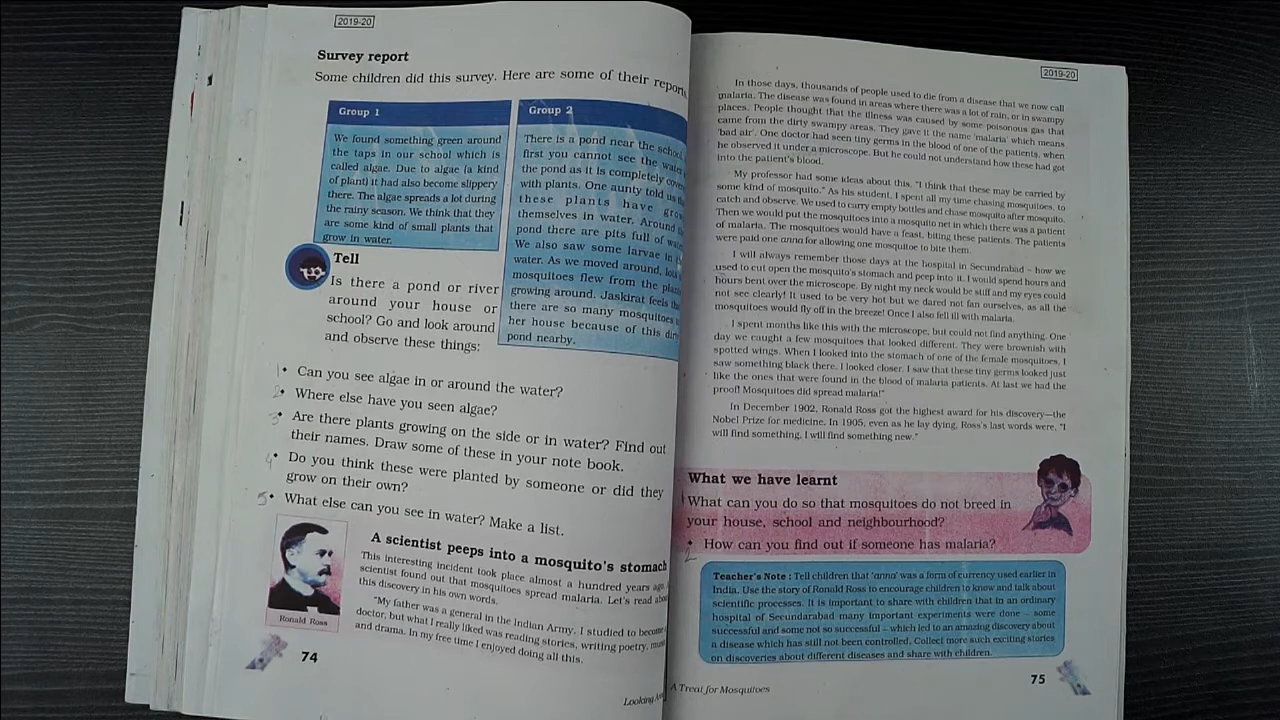 2019-20
Survey report
Some children did this survey. Here are some of their reports
Group 1
We found something green around
the taps in our school which is
called algae. Due to algae (a kind
of plant) it had also become slippery
there. The algae spreads a lot during
the rainy season. We think that they
are some kind of small plants that
grow in water.
Group 2
There is a pond near the school.
first you cannot see the water
the pond as it is completely
with plants. One aunty told us
these plants have
themselves in water. Around
pond there are pits full of
We also saw some larvae in
water. As we moved around,
mosquitoes flew from the
growing around. Jaskirat feels
there are so many mosquitoes
her house because of this
pond nearby.
Tell
Is there a pond or river
around your house or
school? Go and look around
and observe these things:
1 • Can you see algae in or around the water?
2 • Where else have you seen algae?
3 • Are there plants growing on the side or in water? Find out
their names. Draw some of these in your note book.
4 • Do you think these were planted by someone or did they
grow on their own?
5 • What else can you see in water? Make a list.
A scientist peeps into a mosquito's stomach
This interesting incident took place almost a hundred years ago.
scientist found out that mosquitoes spread malaria. Let's read
this discovery in his own words.
"My father was a general in the Indian Army. I studied to become
doctor, but what I really liked was reading stories, writing poetry,
and drama. In my free time I enjoyed doing all this.
Ronald Ross
74
Looking
2019-20
In those days, thousands of people used to die from a disease that we now call
malaria. The disease was found in areas where there was a lot of rain, or in swampy
places. People thought that the illness was caused by some poisonous gas that
came from the dirty swampy areas. They gave it the name 'malaria' which means
'bad air'. One doctor had seen tiny germs in the blood of one of the patients, when
he observed it under a microscope. But he could not understand how these had got
into the patient's blood.
My professor had some ideas about this. "I think that these may be carried by
some kind of mosquito." As his student, I spent all my time chasing mosquitoes, to
catch and observe. We used to carry empty bottles and chase mosquito after mosquito.
Then we would put the mosquitoes into a mosquito net in which there was a patient
of malaria. The mosquitoes would have a feast, biting these patients. The patients
were paid one anna for allowing one mosquitoe to bite them.
I will always remember those days at the hospital in Secundrabad – how we
used to cut open the mosquito's stomach and peep into it. I would spend hours and
hours bent over the microscope. By night my neck would be stiff and my eyes could
not see clearly! It used to be very hot but we dared not fan ourselves, as all the
mosquitoes would fly off in the breeze! Once I also fell ill with malaria.
I spent months like this with the microscope, but could not find anything. One
day we caught a few mosquitoes that looked different. They were brownish with
spotted wings. When I looked into the stomach of one of the female mosquitoes, I
saw something black there. I looked closer. I saw that these tiny germs looked just
like the ones that were found in the blood of malaria patients. At last we had the
proof! Mosquitoes did spread malaria!"
In December 1902, Ronald Ross got the highest award for his discovery—the
Nobel Prize for medicine. In 1905, even as he lay dying, Ross's last words were, "I
will find something, I will find something new."
What we have learnt
What can you do so that mosquitoes do not breed in
your house, school and neighbourhood?
2 • How can you find out if someone has malaria?
Teacher's Note : Tell children that 'anna' was a form of currency used earlier in
India. Use the story of Ronald Ross to encourage children to know and talk about
scientific processes. It is important to share with children that in an ordinary
hospital of Secundarabad many important experiments were done – some
successful and some not so successful – which led to an amazing discovery about
a disease which has still not been controlled. Collect more such exciting stories
on discoveries about different diseases and share with children.
A Treat for Mosquitoes
75